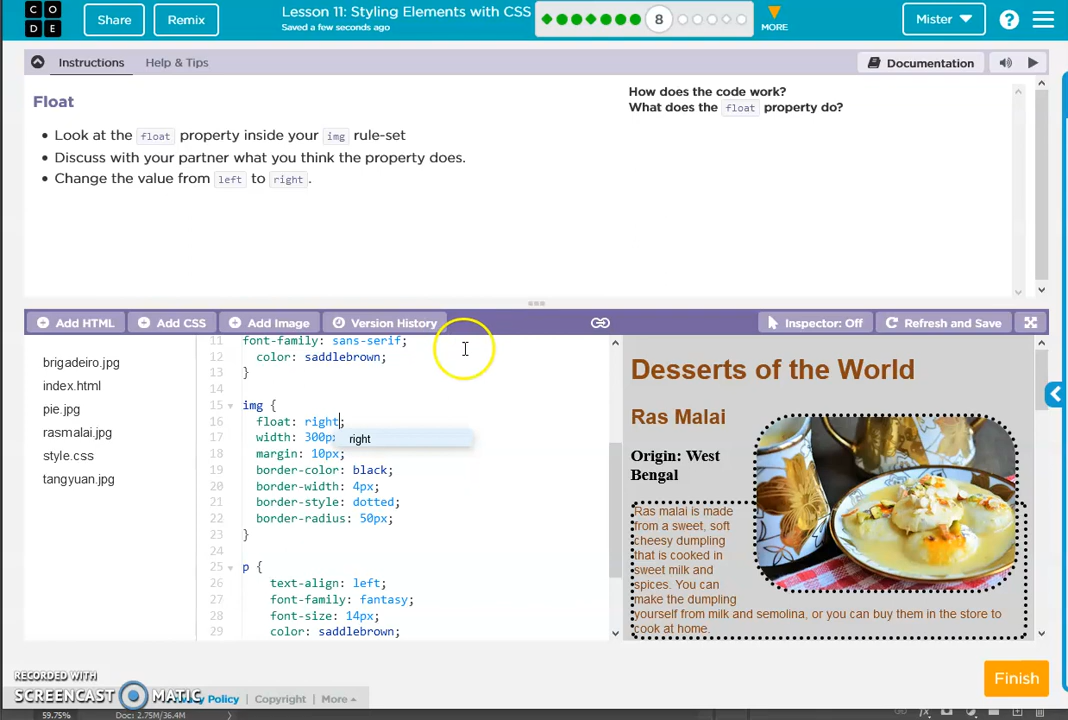 CO
DE
Share
Remix
Lesson 11: Styling Elements with CSS
Saved a few seconds ago
8
MORE
Mister
?
Instructions
Help & Tips
Documentation
Float
Look at the float property inside your img rule-set
Discuss with your partner what you think the property does.
Change the value from left to right.
How does the code work?
What does the float property do?
Add HTML
Add CSS
Add Image
Version History
Inspector: Off
Refresh and Save
brigadeiro.jpg
index.html
pie.jpg
rasmalai.jpg
style.css
tangyuan.jpg
11 font-family: sans-serif;
12 color: saddlebrown;
13 }
14
15 img {
16 float: right;
17 width: 300px
right
18 margin: 10px;
19 border-color: black;
20 border-width: 4px;
21 border-style: dotted;
22 border-radius: 50px;
23 }
24
25 p {
26 text-align: left;
27 font-family: fantasy;
28 font-size: 14px;
29 color: saddlebrown;
Desserts of the World
Ras Malai
Origin: West
Bengal
Ras malai is made
from a sweet, soft
cheesy dumpling
that is cooked in
sweet milk and
spices. You can
make the dumpling
yourself from milk and semolina, or you can buy them in the store to
cook at home.
Finish
RECORDED WITH
SCREENCAST MATIC
Policy
Copyright
More
59.75%
Doc: 2.75M/36.4M